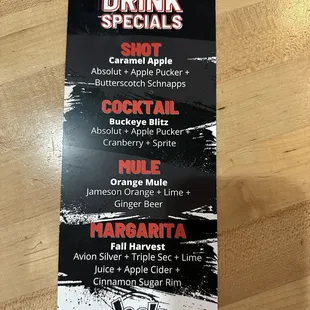 DRINK
SPECIALS
SHOT
Caramel Apple
Absolut + Apple Pucker +
Butterscotch Schnapps
COCKTAIL
Buckeye Blitz
Absolut + Apple Pucker +
Cranberry + Sprite
MULE
Orange Mule
Jameson Orange + Lime +
Ginger Beer
MARGARITA
Fall Harvest
Avion Silver + Triple Sec + Lime
Juice + Apple Cider +
Cinnamon Sugar Rim